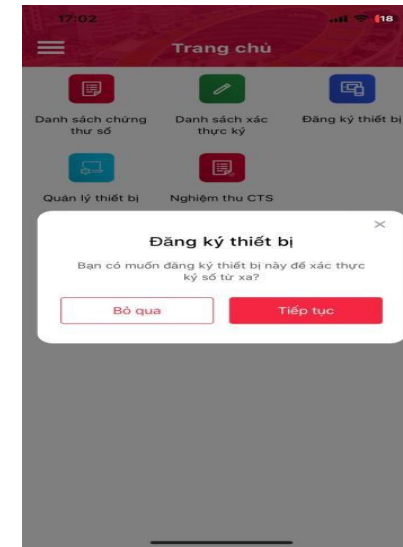 17:02
18
Trang chủ
Danh sách chứng
thư số
Danh sách xác
thực ký
Đăng ký thiết bị
Quản lý thiết bị
Nghiệm thu CTS
Đăng ký thiết bị
Bạn có muốn đăng ký thiết bị này để xác thực
ký số từ xa?
Bỏ qua
Tiếp tục